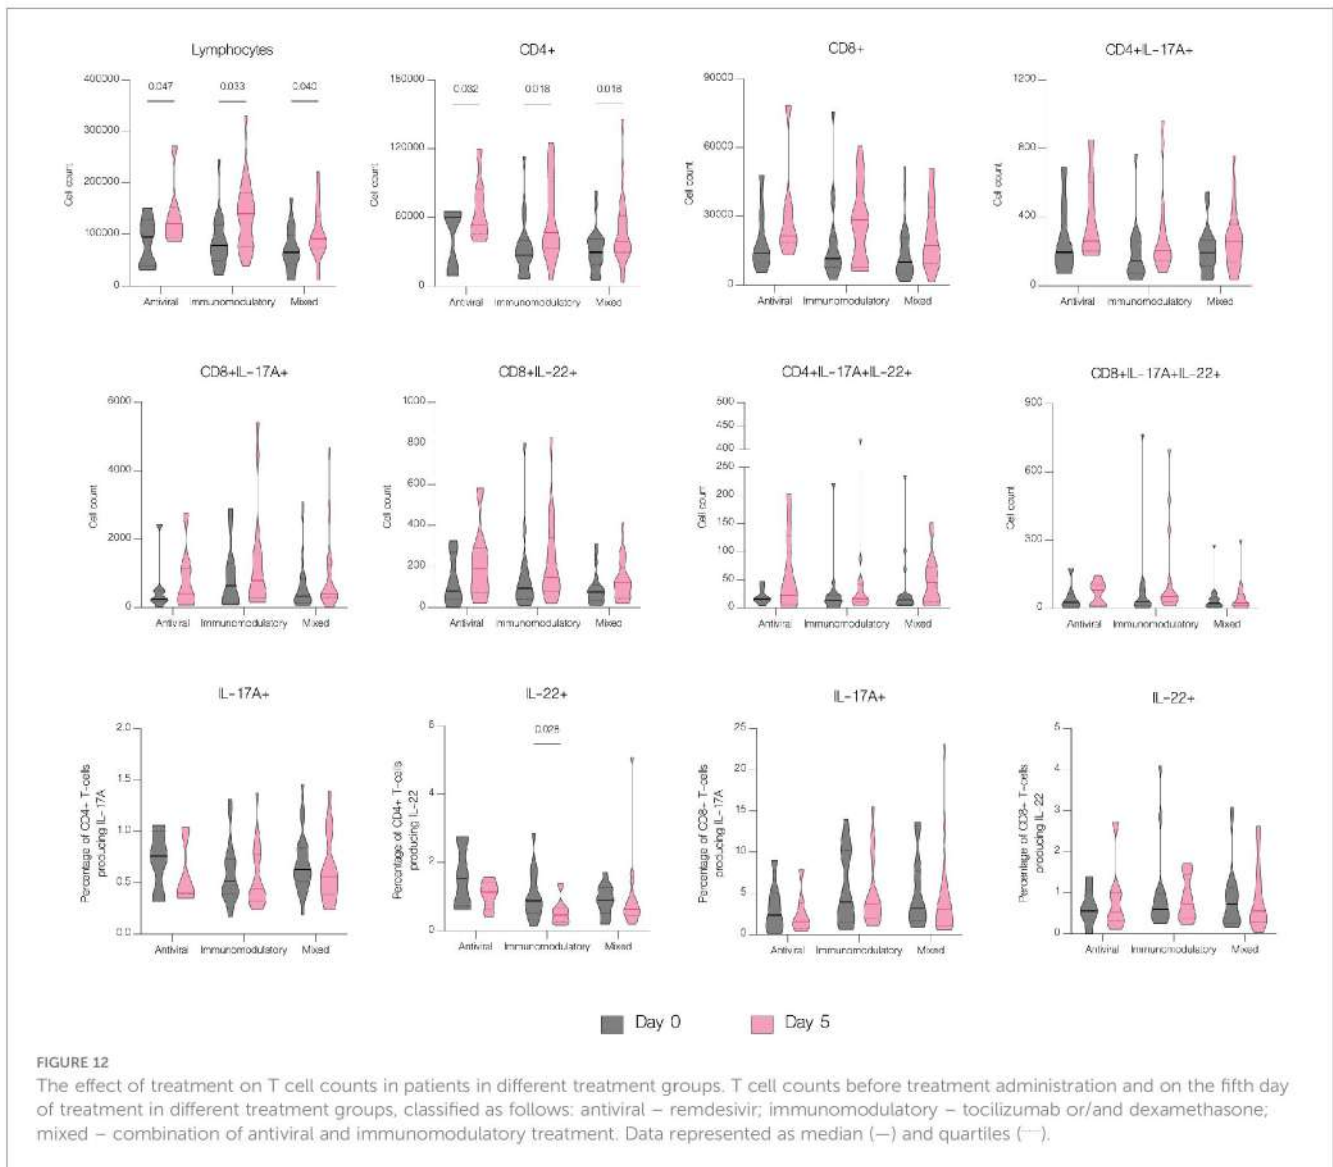 Lymphocytes
CD4+
CD8+
CD4+IL-17A+
400000
300000
200000
100000
0
Cell count
0.047
0.033
0.040
Antiviral Immunomodulatory Mixed
150000
120000
60000
0
Cell count
0.032
0.018
0.018
Antiviral Immunomodulatory Mixed
90000
60000
30000
0
Cell count
Antiviral Immunomodulatory Mixed
1200
800
400
0
Cell count
Antiviral Immunomodulatory Mixed
CD8+IL-17A+
CD8+IL-22+
CD4+IL-17A+IL-22+
CD8+IL-17A+IL-22+
6000
4000
2000
0
Cell count
Antiviral Immunomodulatory Mixed
1000
800
600
400
200
0
Cell count
Antiviral Immunomodulatory Mixed
500
450
400
250
200
150
100
50
0
Cell count
Antiviral Immunomodulatory Mixed
900
600
300
0
Cell count
Antiviral Immunomodulatory Mixed
IL-17A+
IL-22+
IL-17A+
IL-22+
2.0
1.5
1.0
0.5
0.0
Percentage of CD4+ T-cells
producing IL-17A
Antiviral Immunomodulatory Mixed
6
4
2
0
Percentage of CD4+ T-cells
producing IL-22
0.028
Antiviral Immunomodulatory Mixed
25
20
15
10
5
0
Percentage of CD8+ T-cells
producing IL-17A
Antiviral Immunomodulatory Mixed
5
4
3
2
1
0
Percentage of CD8+ T-cells
producing IL-22
Antiviral Immunomodulatory Mixed
Day 0 Day 5
FIGURE 12
The effect of treatment on T cell counts in patients in different treatment groups. T cell counts before treatment administration and on the fifth day
of treatment in different treatment groups, classified as follows: antiviral – remdesivir; immunomodulatory – tocilizumab or/and dexamethasone;
mixed – combination of antiviral and immunomodulatory treatment. Data represented as median (—) and quartiles (—).